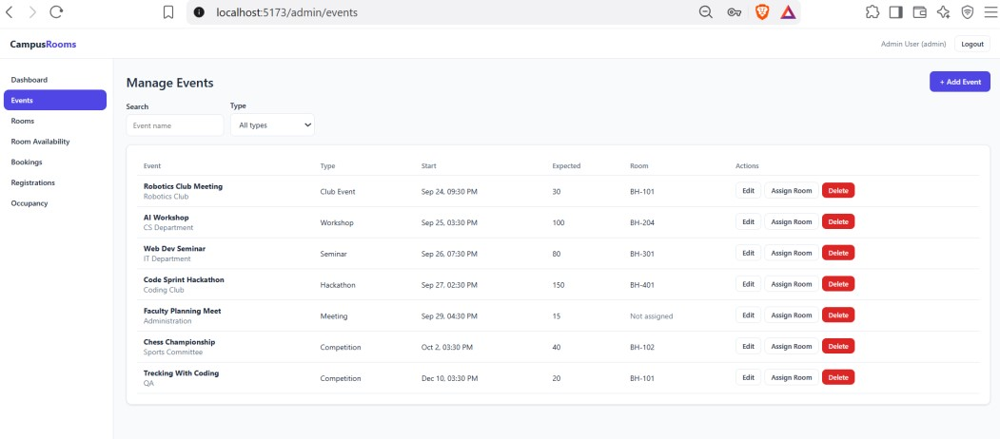 localhost:5173/admin/events
CampusRooms
Admin User (admin) Logout
Dashboard
Events
Rooms
Room Availability
Bookings
Registrations
Occupancy
Manage Events
+ Add Event
Search Type
Event name All types
Event Type Start Expected Room Actions
Robotics Club Meeting
Robotics Club Club Event Sep 24, 09:30 PM 30 BH-101 Edit Assign Room Delete
AI Workshop
CS Department Workshop Sep 25, 03:30 PM 100 BH-204 Edit Assign Room Delete
Web Dev Seminar
IT Department Seminar Sep 26, 07:30 PM 80 BH-301 Edit Assign Room Delete
Code Sprint Hackathon
Coding Club Hackathon Sep 27, 02:30 PM 150 BH-401 Edit Assign Room Delete
Faculty Planning Meet
Administration Meeting Sep 29, 04:30 PM 15 Not assigned Edit Assign Room Delete
Chess Championship
Sports Committee Competition Oct 2, 03:30 PM 40 BH-102 Edit Assign Room Delete
Trecking With Coding
QA Competition Dec 10, 03:30 PM 20 BH-101 Edit Assign Room Delete